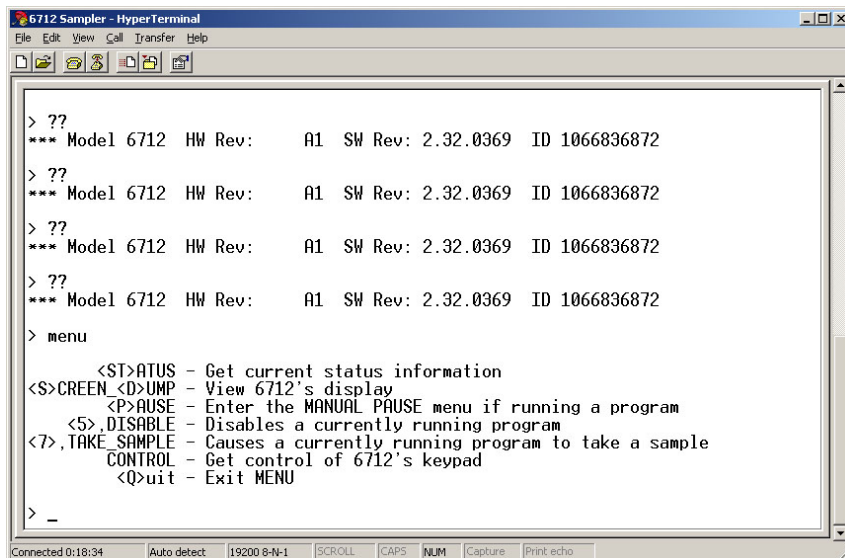 6712 Sampler - HyperTerminal
File Edit View Call Transfer Help
> ??
*** Model 6712 HW Rev: A1 SW Rev: 2.32.0369 ID 1066836872
> ??
*** Model 6712 HW Rev: A1 SW Rev: 2.32.0369 ID 1066836872
> ??
*** Model 6712 HW Rev: A1 SW Rev: 2.32.0369 ID 1066836872
> ??
*** Model 6712 HW Rev: A1 SW Rev: 2.32.0369 ID 1066836872
> menu
<ST>ATUS - Get current status information
<S>CREEN_<D>UMP - View 6712's display
<P>AUSE - Enter the MANUAL PAUSE menu if running a program
<5>,DISABLE - Disables a currently running program
<7>,TAKE_SAMPLE - Causes a currently running program to take a sample
CONTROL - Get control of 6712's keypad
<Q>uit - Exit MENU
> _
Connected 0:18:34 Auto detect 19200 8-N-1 SCROLL CAPS NUM Capture Print echo